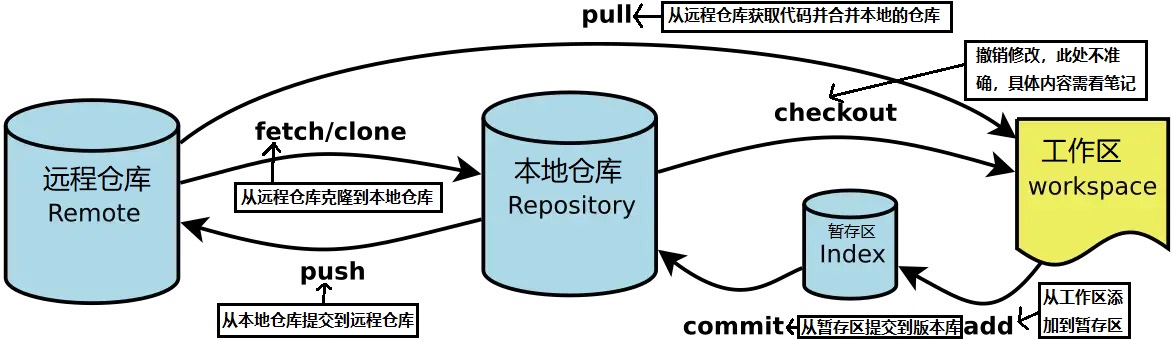 pull
从远程仓库获取代码并合并本地的仓库
撤销修改，此处不准
确，具体内容需看笔记
checkout
fetch/clone
从远程仓库克隆到本地仓库
远程仓库
Remote
本地仓库
Repository
工作区
workspace
暂存区
Index
push
从本地仓库提交到远程仓库
commit
从暂存区提交到版本库
add
从工作区添
加到暂存区